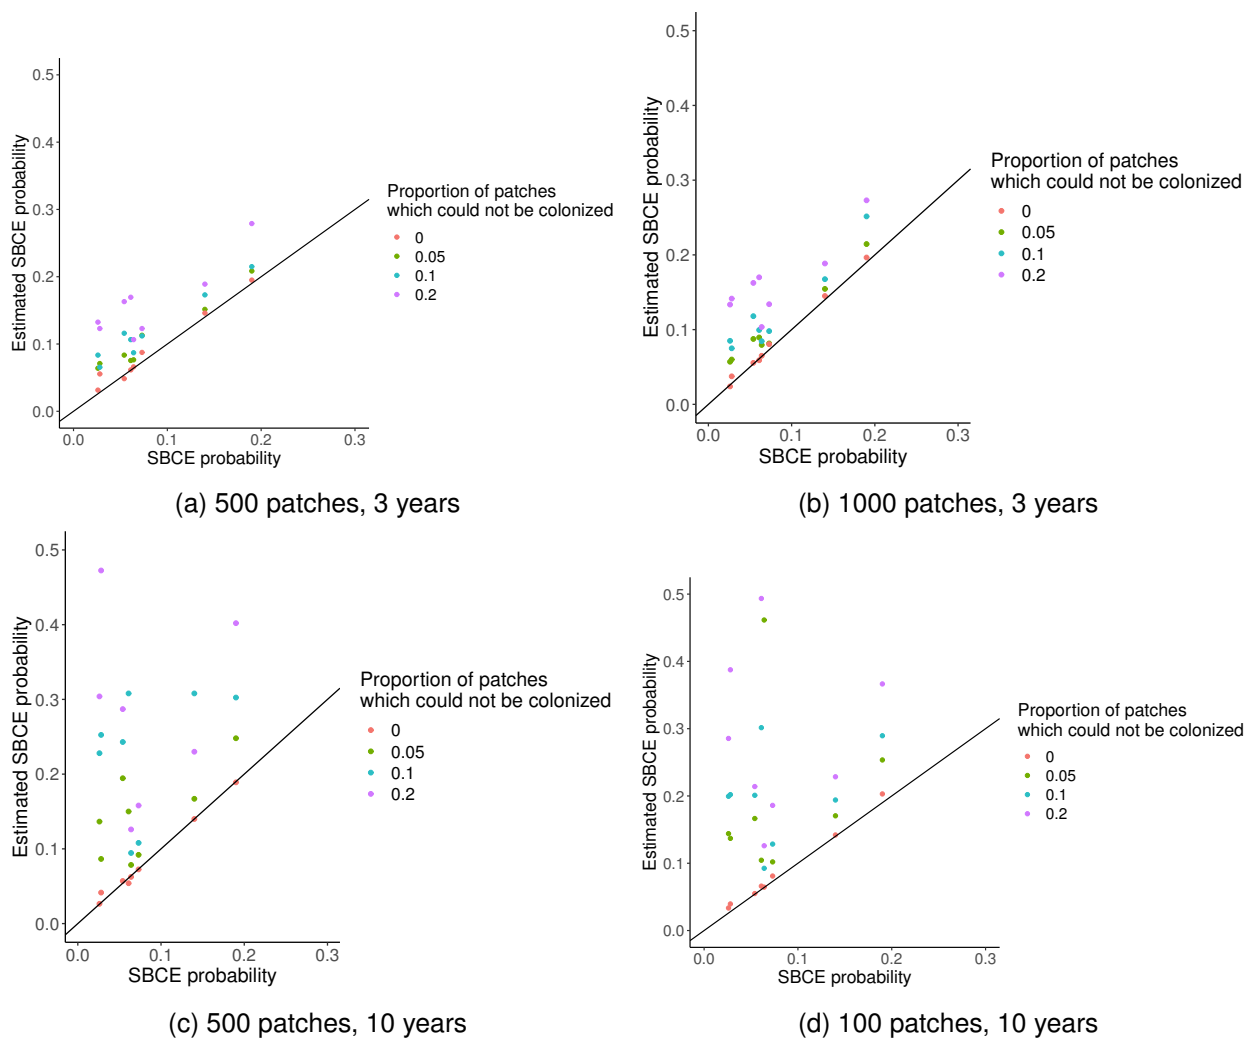 Estimated SBCE probability
0.5
0.4
0.3
0.2
0.1
0.0
0.0 0.1 0.2 0.3
SBCE probability
Proportion of patches
which could not be colonized
0
0.05
0.1
0.2
(a) 500 patches, 3 years
Estimated SBCE probability
0.5
0.4
0.3
0.2
0.1
0.0
0.0 0.1 0.2 0.3
SBCE probability
Proportion of patches
which could not be colonized
0
0.05
0.1
0.2
(b) 1000 patches, 3 years
Estimated SBCE probability
0.5
0.4
0.3
0.2
0.1
0.0
0.0 0.1 0.2 0.3
SBCE probability
Proportion of patches
which could not be colonized
0
0.05
0.1
0.2
(c) 500 patches, 10 years
Estimated SBCE probability
0.5
0.4
0.3
0.2
0.1
0.0
0.0 0.1 0.2 0.3
SBCE probability
Proportion of patches
which could not be colonized
0
0.05
0.1
0.2
(d) 100 patches, 10 years